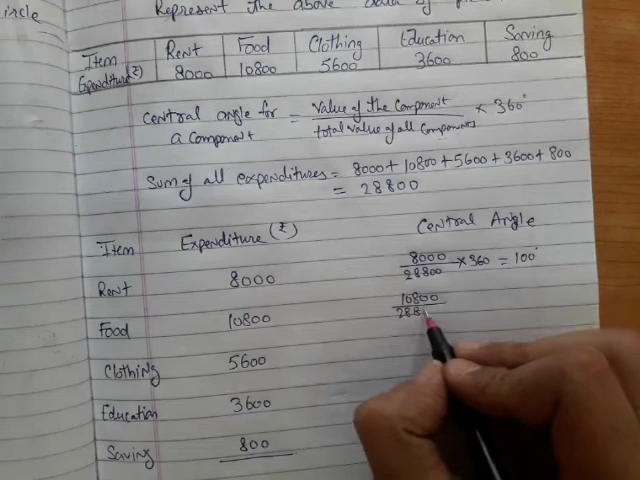 ircle
Represent the above data of
Item Rent Food Clothing Education Saving
Expenditure(₹) 8000 10800 5600 3600 800
Central angle for a component = Value of the Component / total value of all Components × 360°
Sum of all expenditures = 8000 + 10800 + 5600 + 3600 + 800
= 28800
Item Expenditure (₹) Central Angle
Rent 8000 8000/28800 × 360 = 100°
Food 10800 10800/288
Clothing 5600
Education 3600
Saving 800